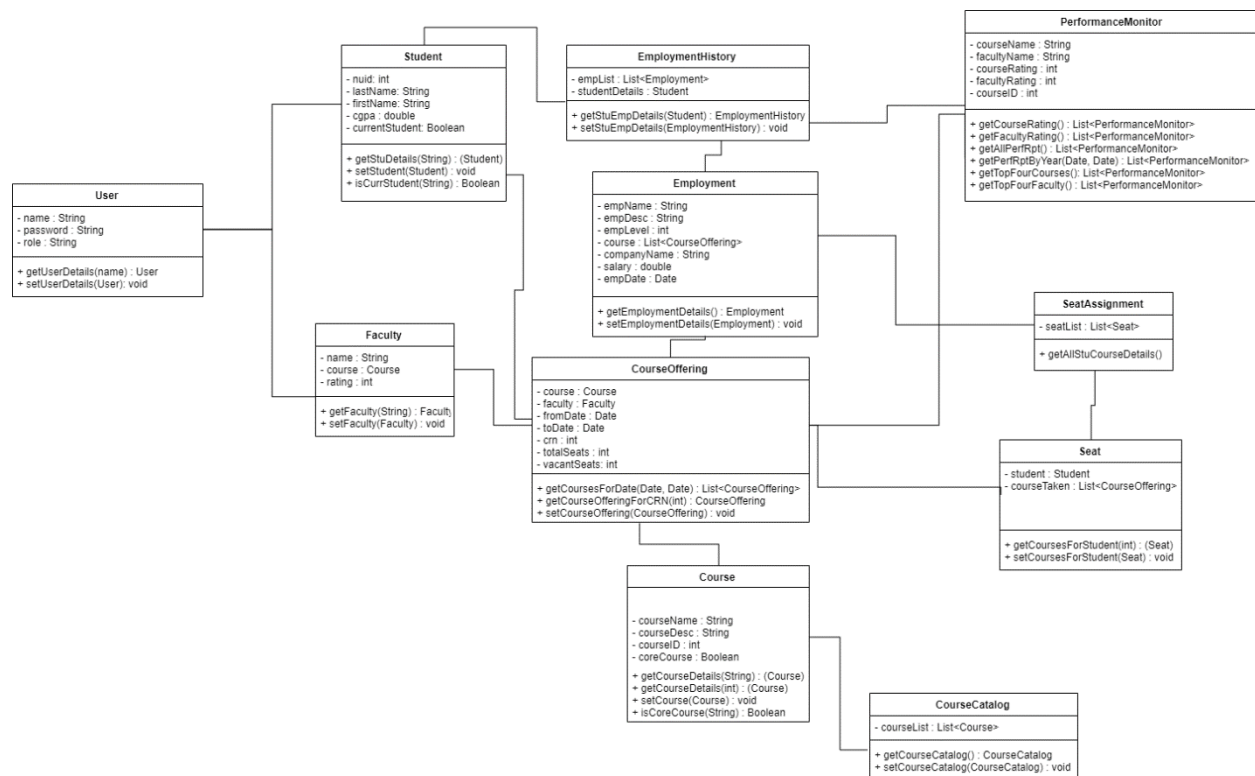 Student
- nuid: int
- lastName: String
- firstName: String
- cgpa : double
- currentStudent: Boolean
+ getStuDetails(String) : (Student)
+ setStudent(Student) : void
+ isCurrStudent(String) : Boolean
EmploymentHistory
- empList : List<Employment>
- studentDetails : Student
+ getStuEmpDetails(Student) : EmploymentHistory
+ setStuEmpDetails(EmploymentHistory) : void
PerformanceMonitor
- courseName : String
- facultyName : String
- courseRating : int
- facultyRating : int
- courseID : int
+ getCourseRating() : List<PerformanceMonitor>
+ getFacultyRating() : List<PerformanceMonitor>
+ getAllPerfRpt() : List<PerformanceMonitor>
+ getPerfRptByYear(Date, Date) : List<PerformanceMonitor>
+ getTopFourCourses(): List<PerformanceMonitor>
+ getTopFourFaculty() : List<PerformanceMonitor>
User
- name : String
- password : String
- role : String
+ getUserDetails(name) : User
+ setUserDetails(User): void
Employment
- empName : String
- empDesc : String
- empLevel : int
- course : List<CourseOffering>
- companyName : String
- salary : double
- empDate : Date
+ getEmploymentDetails() : Employment
+ setEmploymentDetails(Employment) : void
SeatAssignment
- seatList : List<Seat>
+ getAllStuCourseDetails()
Faculty
- name : String
- course : Course
- rating : int
+ getFaculty(String) : Faculty
+ setFaculty(Faculty) : void
CourseOffering
- course : Course
- faculty : Faculty
- fromDate : Date
- toDate : Date
- crn : int
- totalSeats : int
- vacantSeats: int
+ getCoursesForDate(Date, Date) : List<CourseOffering>
+ getCourseOfferingForCRN(int) : CourseOffering
+ setCourseOffering(CourseOffering) : void
Seat
- student : Student
- courseTaken : List<CourseOffering>
+ getCoursesForStudent(int) : (Seat)
+ setCoursesForStudent(Seat) : void
Course
- courseName : String
- courseDesc : String
- courseID : int
- coreCourse : Boolean
+ getCourseDetails(String) : (Course)
+ getCourseDetails(int) : (Course)
+ setCourse(Course) : void
+ isCoreCourse(String) : Boolean
CourseCatalog
- courseList : List<Course>
+ getCourseCatalog() : CourseCatalog
+ setCourseCatalog(CourseCatalog) : void